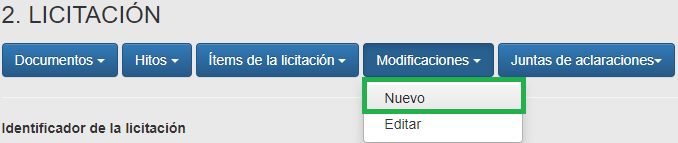 2. LICITACIÓN
Documentos Hitos Ítems de la licitación Modificaciones Juntas de aclaraciones
Nuevo
Editar
Identificador de la licitación